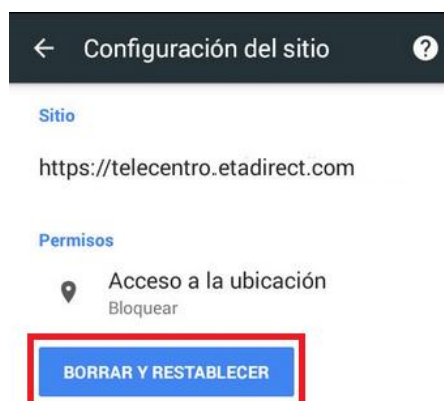 Configuración del sitio
Sitio
https://telecentro.etadirect.com
Permisos
Acceso a la ubicación
Bloquear
BORRAR Y RESTABLECER